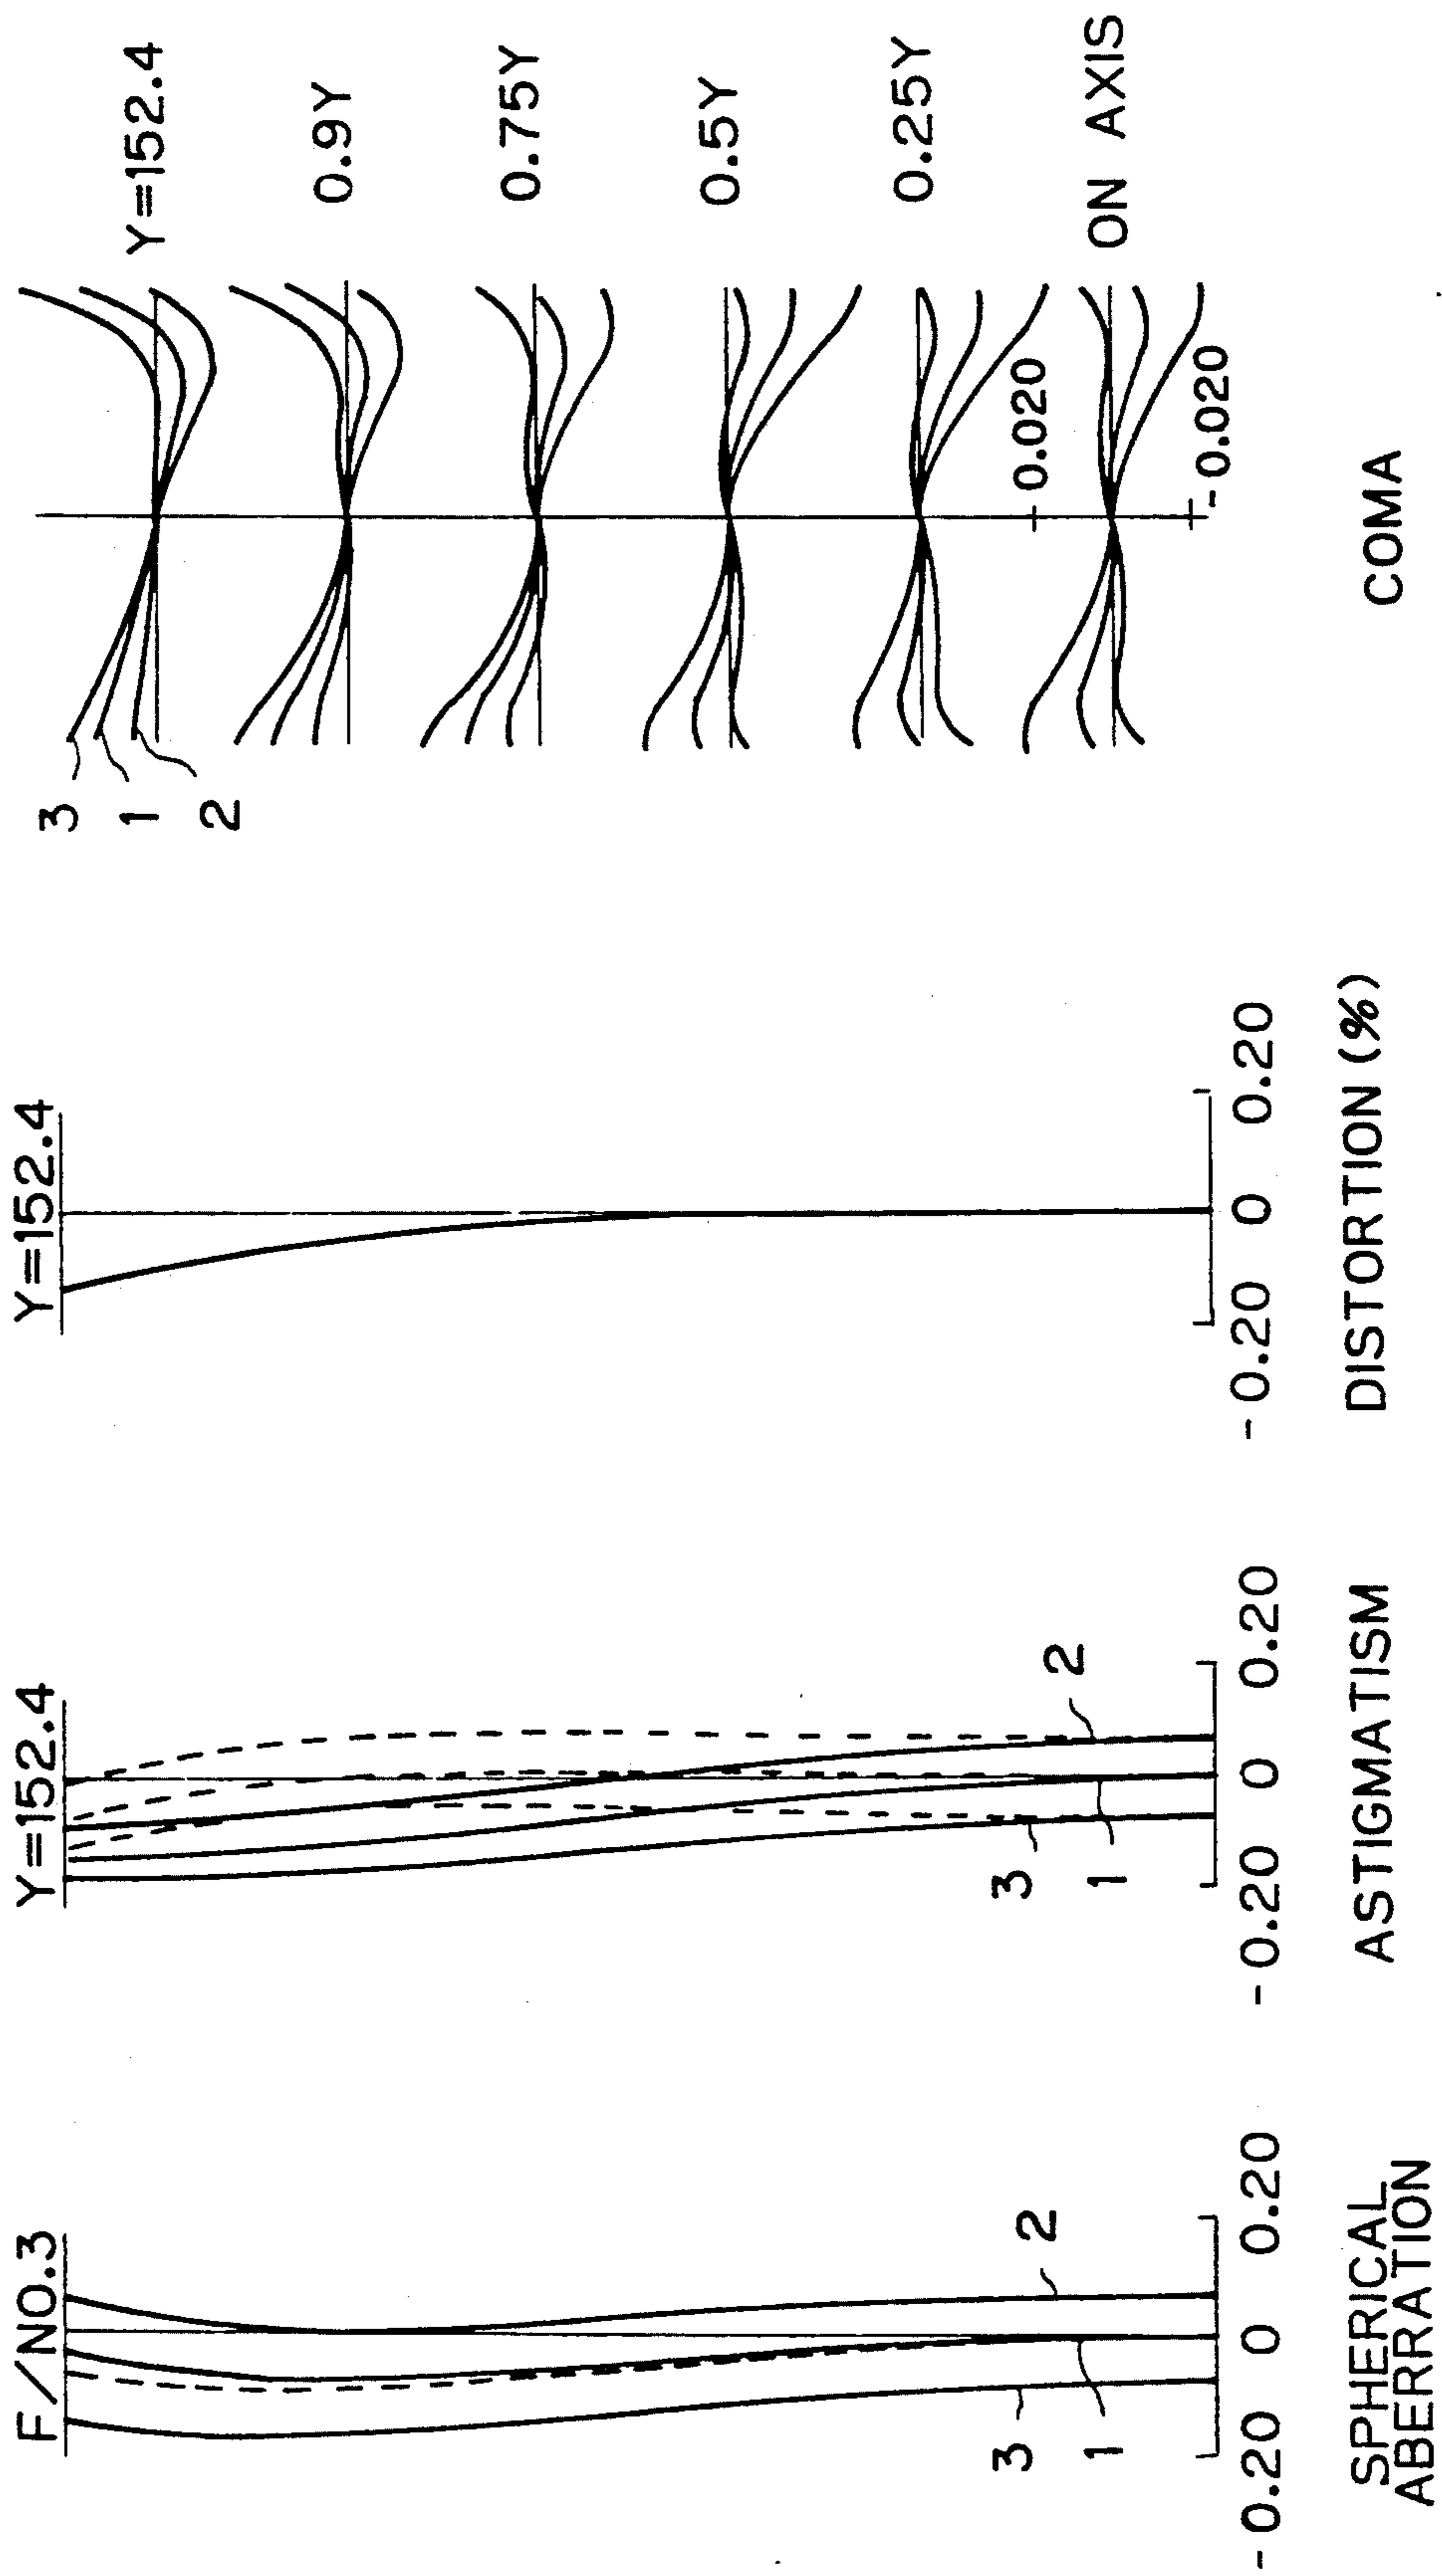 F/NO.3
3
1
2
-0.20 0 0.20
SPHERICAL
ABERRATION
Y=152.4
3
1
2
-0.20 0 0.20
ASTIGMATISM
Y=152.4
-0.20 0 0.20
DISTORTION (%)
3
1
2
Y=152.4
0.9Y
0.75Y
0.5Y
0.25Y
0.020
ON AXIS
-0.020
COMA